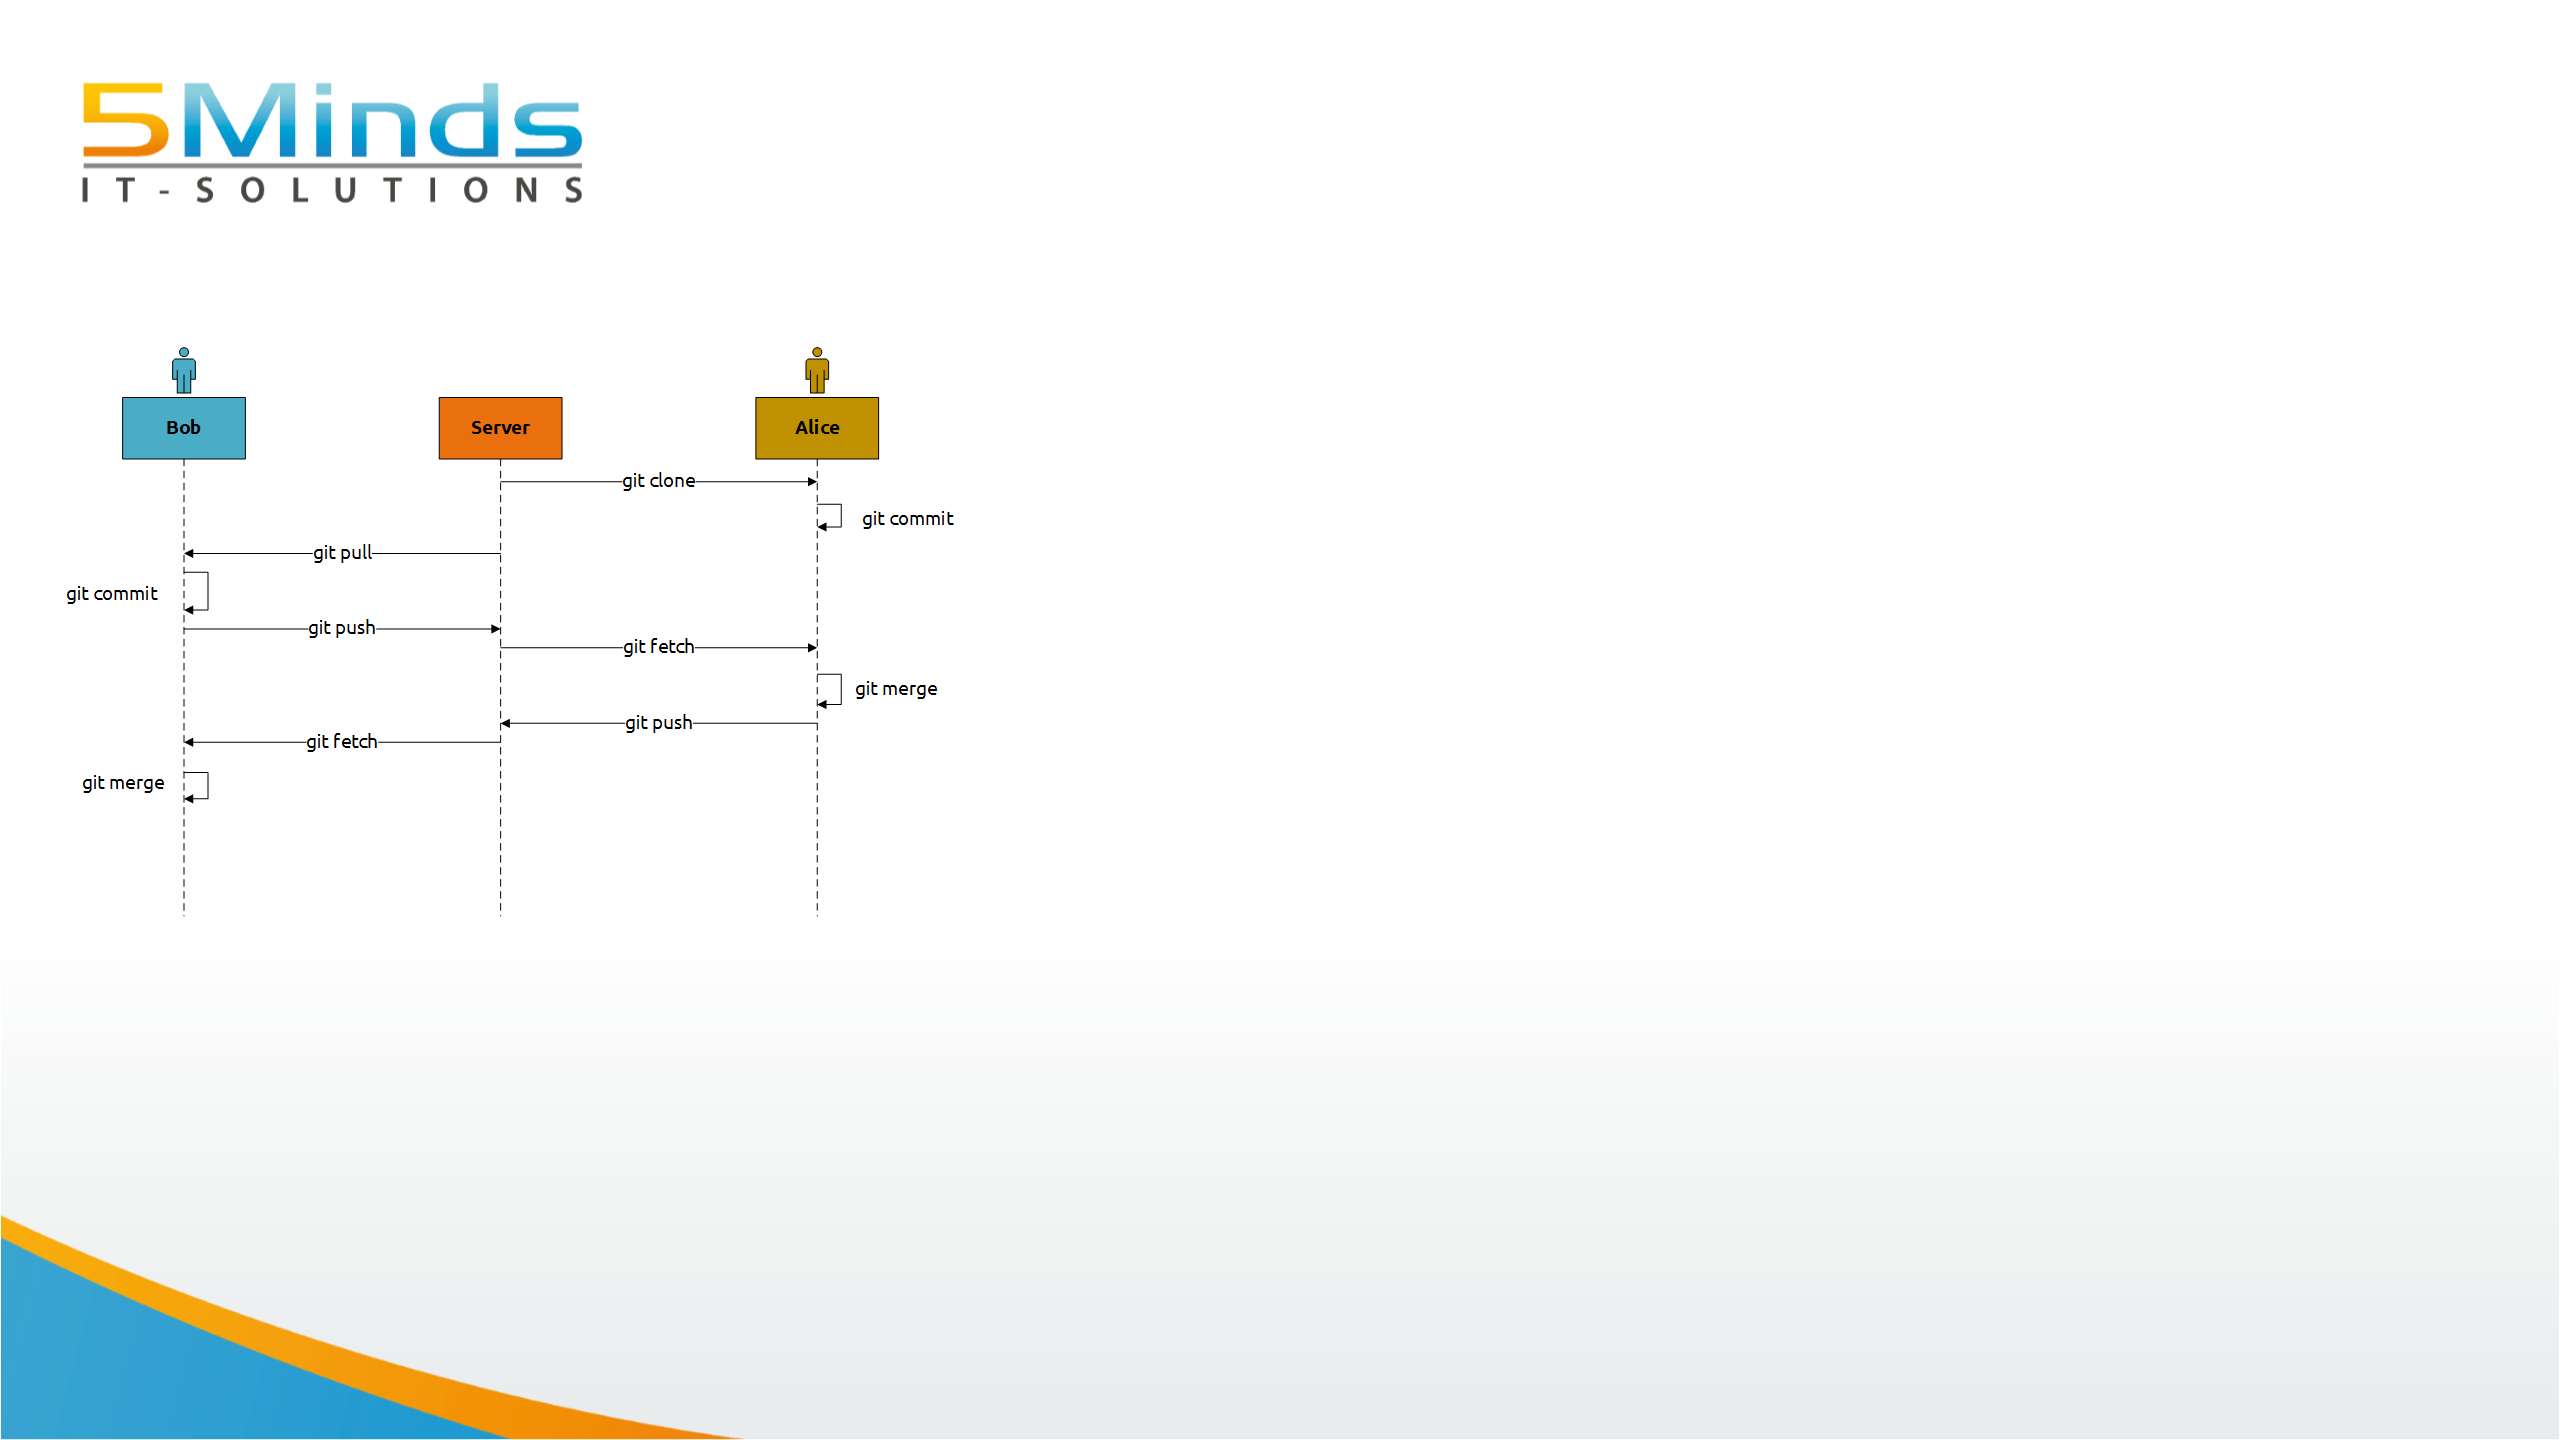 5Minds
IT-SOLUTIONS
Bob
Server
Alice
git clone
git commit
git pull
git commit
git push
git fetch
git merge
git push
git fetch
git merge